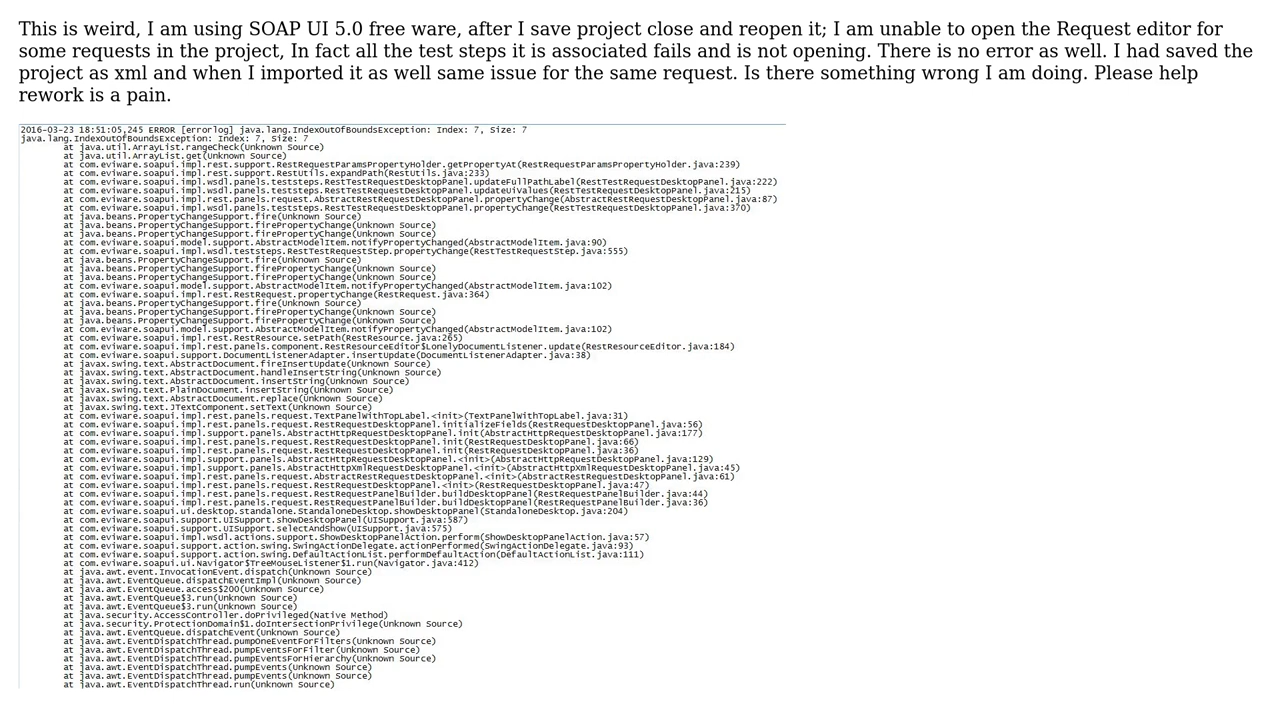 This is weird, I am using SOAP UI 5.0 free ware, after I save project close and reopen it; I am unable to open the Request editor for
some requests in the project, In fact all the test steps it is associated fails and is not opening. There is no error as well. I had saved the
project as xml and when I imported it as well same issue for the same request. Is there something wrong I am doing. Please help
rework is a pain.
2016-03-23 18:51:05,245 ERROR [errorlog] java.lang.IndexOutOfBoundsException: Index: 7, Size: 7
java.lang.IndexOutOfBoundsException: Index: 7, Size: 7
at java.util.ArrayList.rangeCheck(Unknown Source)
at java.util.ArrayList.get(Unknown Source)
at com.eviware.soapui.impl.rest.support.RestRequestParamsPropertyHolder.getPropertyAt(RestRequestParamsPropertyHolder.java:239)
at com.eviware.soapui.impl.rest.support.RestUtils.expandPath(RestUtils.java:233)
at com.eviware.soapui.impl.wsdl.panels.teststeps.RestTestRequestDesktopPanel.updateFullPathLabel(RestTestRequestDesktopPanel.java:222)
at com.eviware.soapui.impl.wsdl.panels.teststeps.RestTestRequestDesktopPanel.updateUiValues(RestTestRequestDesktopPanel.java:215)
at com.eviware.soapui.impl.rest.panels.request.AbstractRestRequestDesktopPanel.propertyChange(AbstractRestRequestDesktopPanel.java:87)
at com.eviware.soapui.impl.wsdl.panels.teststeps.RestTestRequestDesktopPanel.propertyChange(RestTestRequestDesktopPanel.java:370)
at java.beans.PropertyChangeSupport.fire(Unknown Source)
at java.beans.PropertyChangeSupport.firePropertyChange(Unknown Source)
at java.beans.PropertyChangeSupport.firePropertyChange(Unknown Source)
at com.eviware.soapui.model.support.AbstractModelItem.notifyPropertyChanged(AbstractModelItem.java:90)
at com.eviware.soapui.impl.wsdl.teststeps.RestTestRequestStep.propertyChange(RestTestRequestStep.java:555)
at java.beans.PropertyChangeSupport.fire(Unknown Source)
at java.beans.PropertyChangeSupport.firePropertyChange(Unknown Source)
at java.beans.PropertyChangeSupport.firePropertyChange(Unknown Source)
at com.eviware.soapui.model.support.AbstractModelItem.notifyPropertyChanged(AbstractModelItem.java:102)
at com.eviware.soapui.impl.rest.RestRequest.propertyChange(RestRequest.java:364)
at java.beans.PropertyChangeSupport.fire(Unknown Source)
at java.beans.PropertyChangeSupport.firePropertyChange(Unknown Source)
at java.beans.PropertyChangeSupport.firePropertyChange(Unknown Source)
at com.eviware.soapui.model.support.AbstractModelItem.notifyPropertyChanged(AbstractModelItem.java:102)
at com.eviware.soapui.impl.rest.RestResource.setPath(RestResource.java:265)
at com.eviware.soapui.impl.rest.panels.component.RestResourceEditor$LonelyDocumentListener.update(RestResourceEditor.java:184)
at com.eviware.soapui.support.DocumentListenerAdapter.insertUpdate(DocumentListenerAdapter.java:38)
at javax.swing.text.AbstractDocument.fireInsertUpdate(Unknown Source)
at javax.swing.text.AbstractDocument.handleInsertString(Unknown Source)
at javax.swing.text.AbstractDocument.insertString(Unknown Source)
at javax.swing.text.PlainDocument.insertString(Unknown Source)
at javax.swing.text.AbstractDocument.replace(Unknown Source)
at javax.swing.text.JTextComponent.setText(Unknown Source)
at com.eviware.soapui.impl.rest.panels.request.TextPanelWithTopLabel.<init>(TextPanelWithTopLabel.java:31)
at com.eviware.soapui.impl.rest.panels.request.RestRequestDesktopPanel.initializeFields(RestRequestDesktopPanel.java:56)
at com.eviware.soapui.impl.support.panels.AbstractHttpRequestDesktopPanel.init(AbstractHttpRequestDesktopPanel.java:177)
at com.eviware.soapui.impl.rest.panels.request.RestRequestDesktopPanel.init(RestRequestDesktopPanel.java:66)
at com.eviware.soapui.impl.rest.panels.request.RestRequestDesktopPanel.init(RestRequestDesktopPanel.java:36)
at com.eviware.soapui.impl.support.panels.AbstractHttpRequestDesktopPanel.<init>(AbstractHttpRequestDesktopPanel.java:129)
at com.eviware.soapui.impl.support.panels.AbstractHttpXmlRequestDesktopPanel.<init>(AbstractHttpXmlRequestDesktopPanel.java:45)
at com.eviware.soapui.impl.rest.panels.request.AbstractRestRequestDesktopPanel.<init>(AbstractRestRequestDesktopPanel.java:61)
at com.eviware.soapui.impl.rest.panels.request.RestRequestDesktopPanel.<init>(RestRequestDesktopPanel.java:47)
at com.eviware.soapui.impl.rest.panels.request.RestRequestPanelBuilder.buildDesktopPanel(RestRequestPanelBuilder.java:44)
at com.eviware.soapui.impl.rest.panels.request.RestRequestPanelBuilder.buildDesktopPanel(RestRequestPanelBuilder.java:36)
at com.eviware.soapui.ui.desktop.standalone.StandaloneDesktop.showDesktopPanel(StandaloneDesktop.java:204)
at com.eviware.soapui.support.UISupport.showDesktopPanel(UISupport.java:587)
at com.eviware.soapui.support.UISupport.selectAndShow(UISupport.java:575)
at com.eviware.soapui.impl.wsdl.actions.support.ShowDesktopPanelAction.perform(ShowDesktopPanelAction.java:57)
at com.eviware.soapui.support.action.swing.SwingActionDelegate.actionPerformed(SwingActionDelegate.java:93)
at com.eviware.soapui.support.action.swing.DefaultActionList.performDefaultAction(DefaultActionList.java:111)
at com.eviware.soapui.ui.Navigator$TreeMouseListener$1.run(Navigator.java:412)
at java.awt.event.InvocationEvent.dispatch(Unknown Source)
at java.awt.EventQueue.dispatchEventImpl(Unknown Source)
at java.awt.EventQueue.access$200(Unknown Source)
at java.awt.EventQueue$3.run(Unknown Source)
at java.awt.EventQueue$3.run(Unknown Source)
at java.security.AccessController.doPrivileged(Native Method)
at java.security.ProtectionDomain$1.doIntersectionPrivilege(Unknown Source)
at java.awt.EventQueue.dispatchEvent(Unknown Source)
at java.awt.EventDispatchThread.pumpOneEventForFilters(Unknown Source)
at java.awt.EventDispatchThread.pumpEventsForFilter(Unknown Source)
at java.awt.EventDispatchThread.pumpEventsForHierarchy(Unknown Source)
at java.awt.EventDispatchThread.pumpEvents(Unknown Source)
at java.awt.EventDispatchThread.pumpEvents(Unknown Source)
at java.awt.EventDispatchThread.run(Unknown Source)